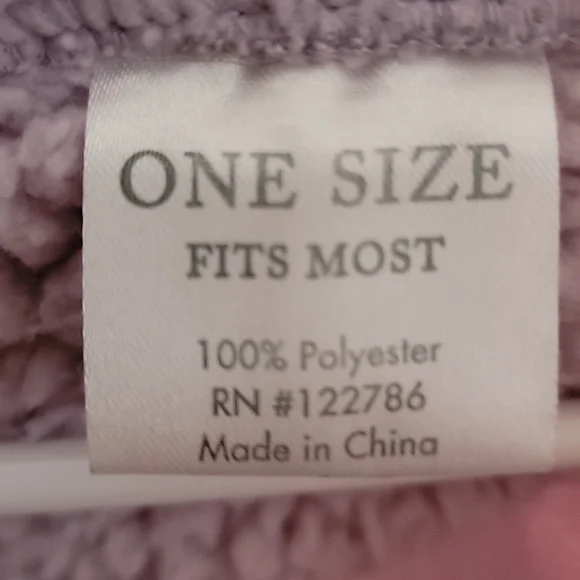 ONE SIZE
FITS MOST
100% Polyester
RN #122786
Made in China